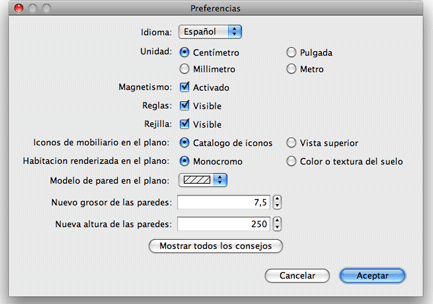 Preferencias
Idioma: Español
Unidad: Centímetro Pulgada
Millimetro Metro
Magnetismo: Activado
Reglas: Visible
Rejilla: Visible
Iconos de mobiliario en el plano: Catalogo de iconos Vista superior
Habitacion renderizada en el plano: Monocromo Color o textura del suelo
Modelo de pared en el plano:
Nuevo grosor de las paredes: 7,5
Nueva altura de las paredes: 250
Mostrar todos los consejos
Cancelar Aceptar